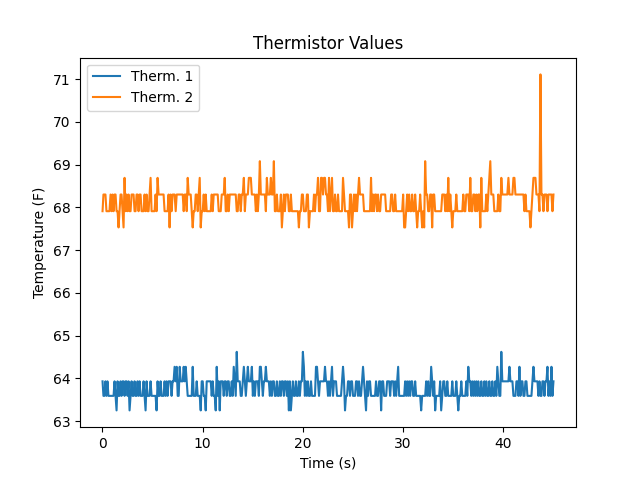 Thermistor Values
Therm. 1
Therm. 2
71
70
69
68
67
66
65
64
63
Temperature (F)
0
10
20
30
40
Time (s)